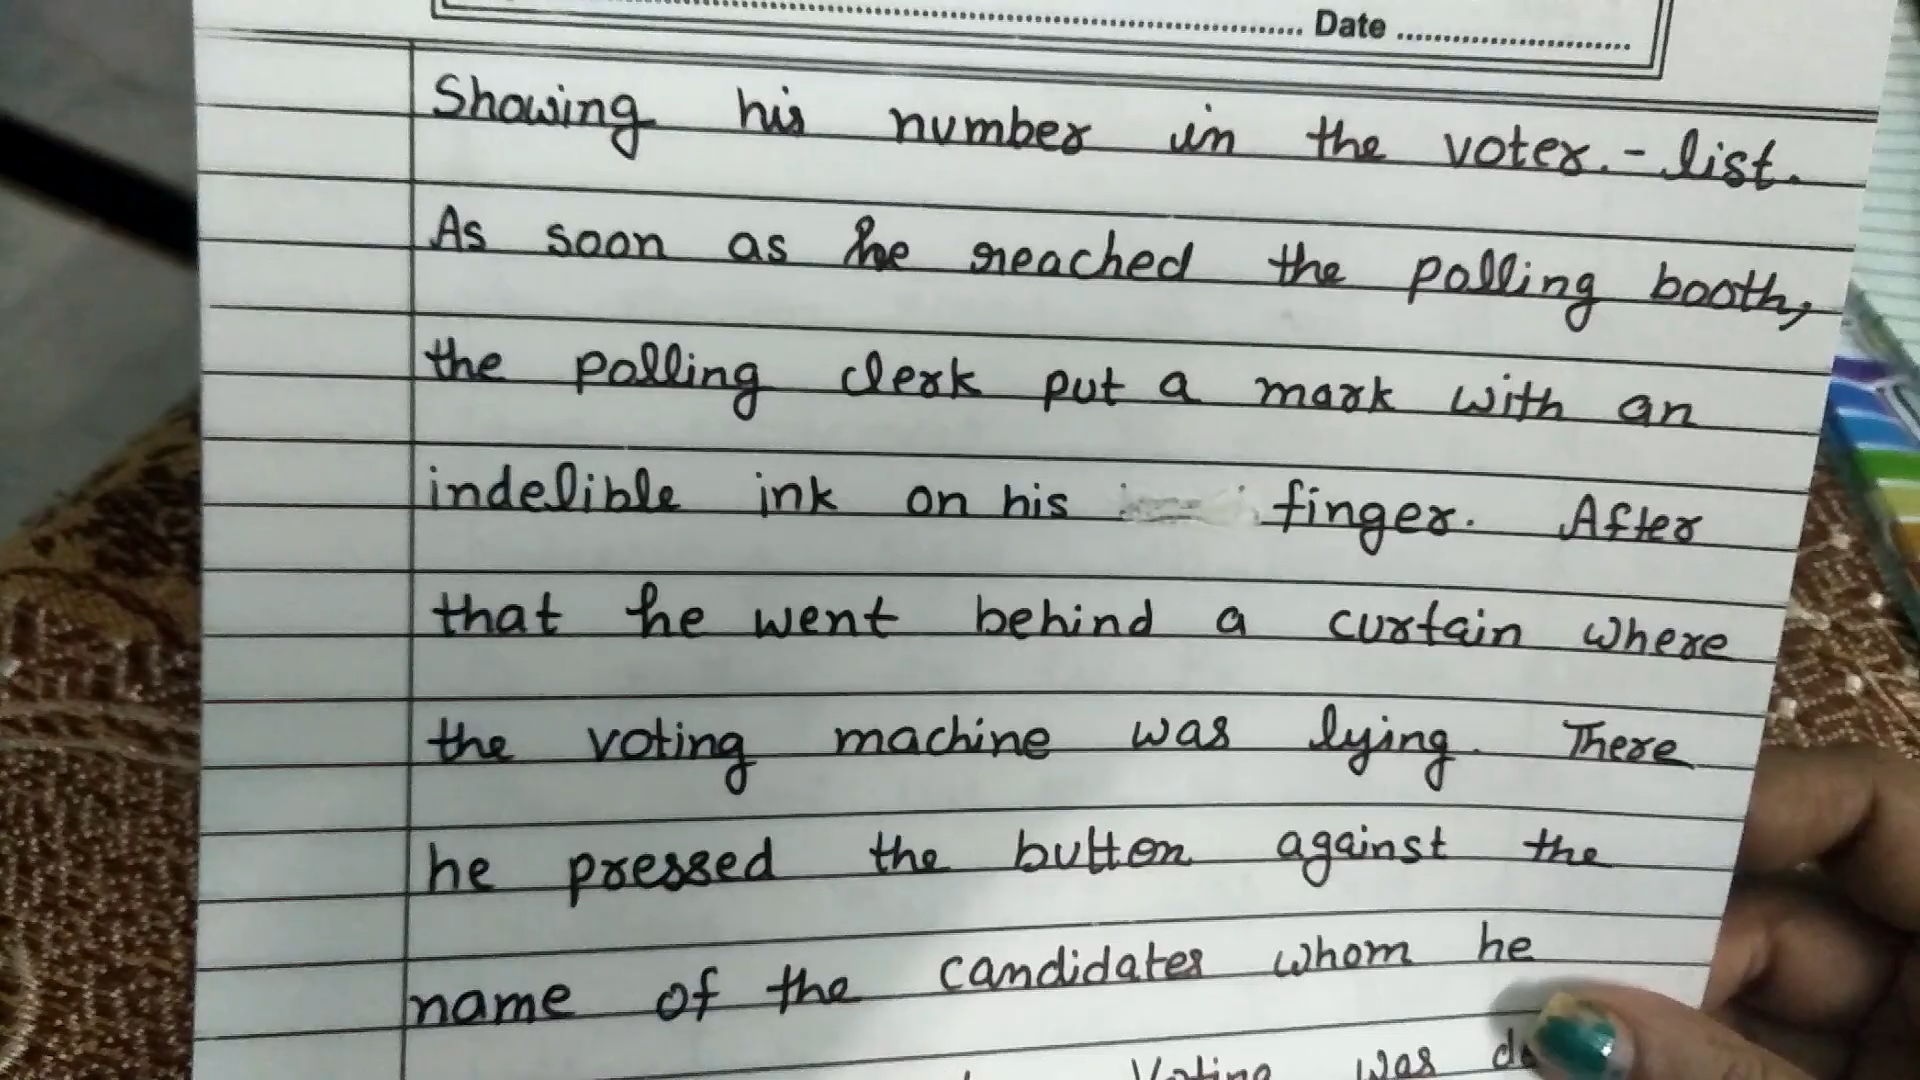 Date
Showing his number in the voter.-list.
As soon as he reached the polling booth,
the polling clerk put a mark with an
indelible ink on his finger. After
that he went behind a curtain where
the voting machine was lying. There
he pressed the button against the
name of the candidates whom he
Voting was